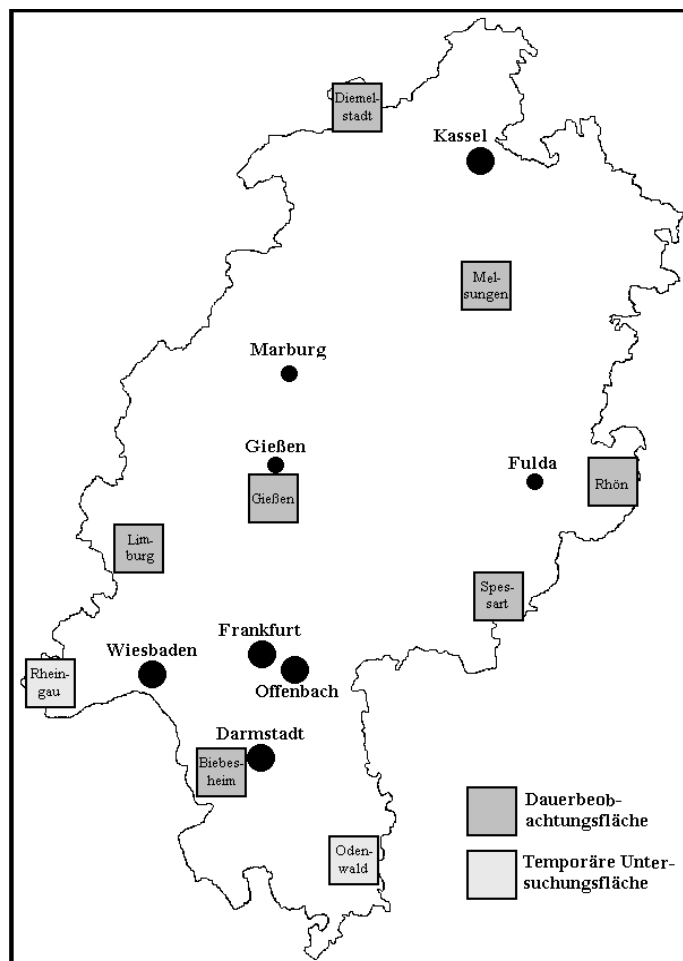 Diemel-
stadt
Kassel
Mel-
sungen
Marburg
Gießen
Gießen
Fulda
Rhön
Lim-
burg
Spes-
sart
Frankfurt
Wiesbaden
Offenbach
Rhein-
gau
Darmstadt
Biebes-
heim
Oden-
wald
Dauerbeob-
achtungsfläche
Temporäre Unter-
suchungsfläche